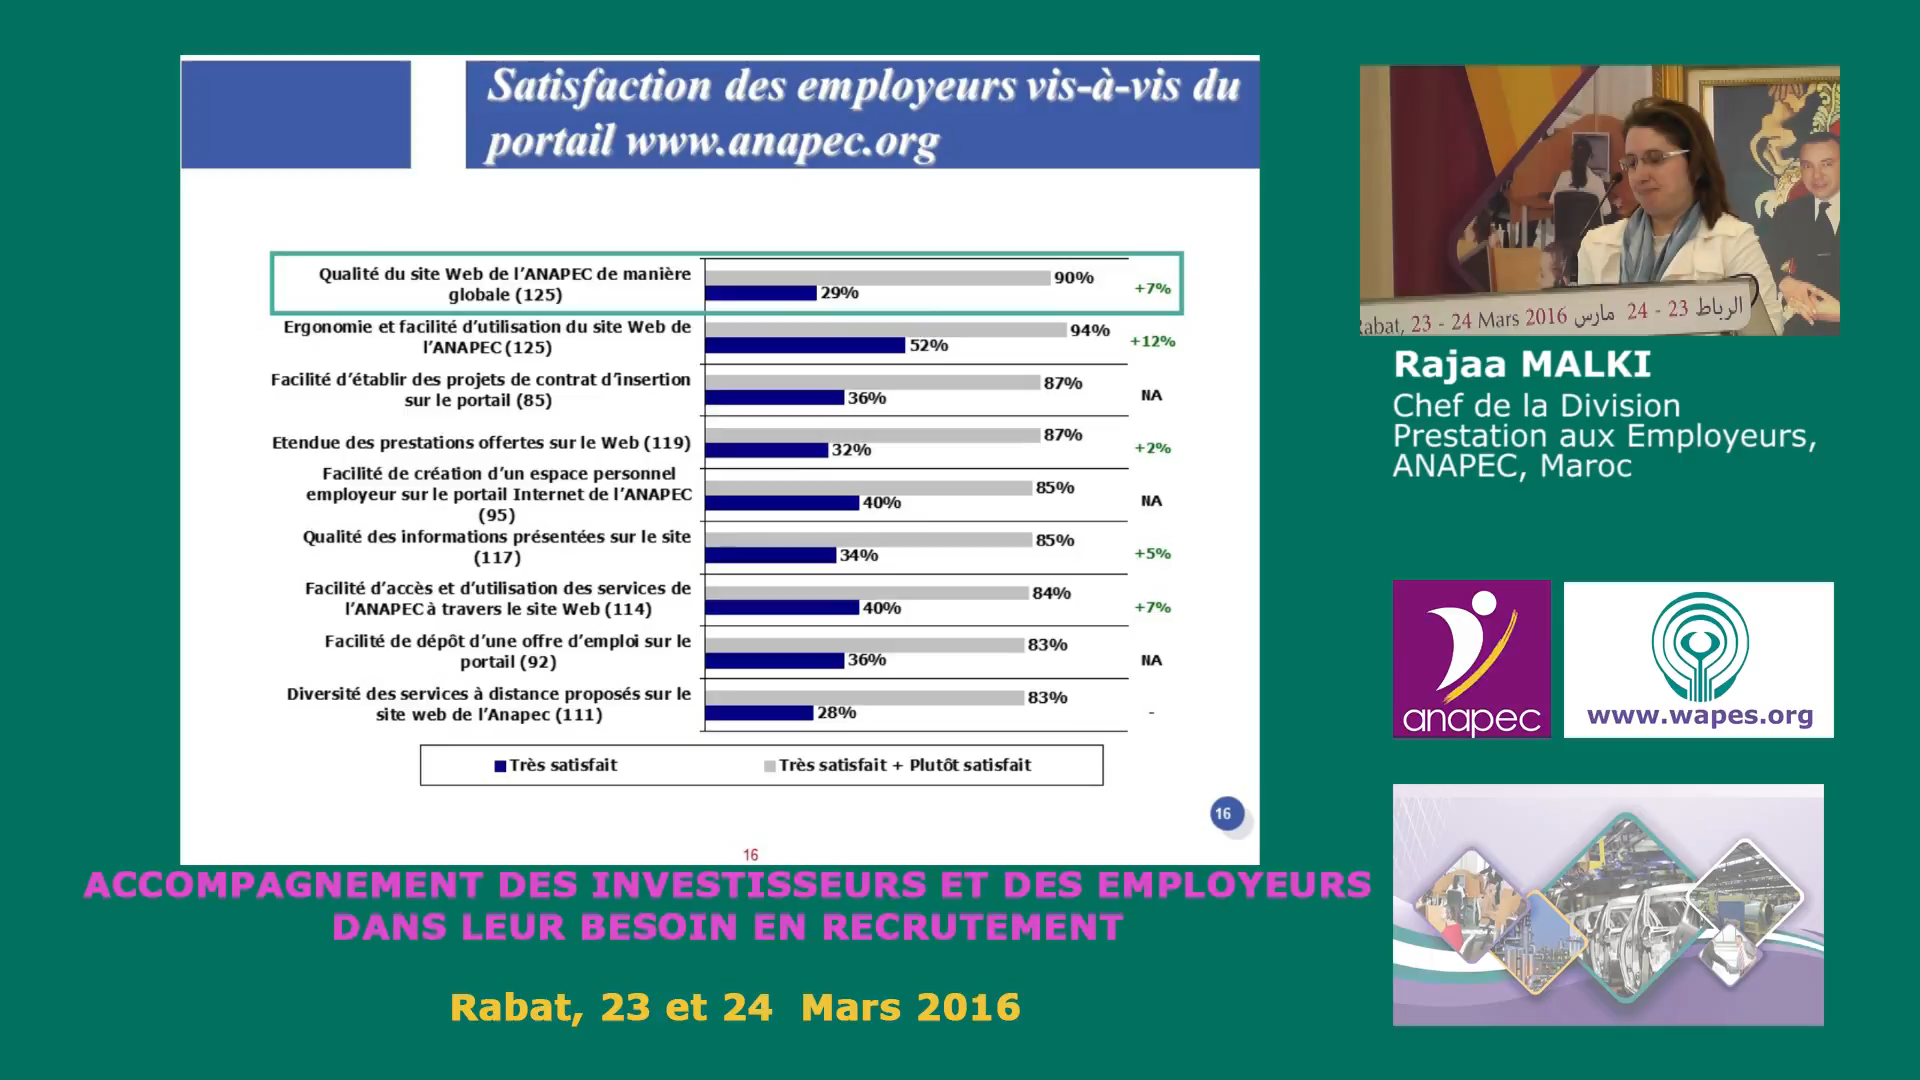 Satisfaction des employeurs vis-à-vis du
portail www.anapec.org
Qualité du site Web de l'ANAPEC de manière
globale (125)
90%
29%
+7%
Ergonomie et facilité d'utilisation du site Web de
l'ANAPEC (125)
94%
52%
+12%
Facilité d'établir des projets de contrat d'insertion
sur le portail (85)
87%
36%
NA
Etendue des prestations offertes sur le Web (119)
87%
32%
+2%
Facilité de création d'un espace personnel
employeur sur le portail Internet de l'ANAPEC
(95)
85%
40%
NA
Qualité des informations présentées sur le site
(117)
85%
34%
+5%
Facilité d'accès et d'utilisation des services de
l'ANAPEC à travers le site Web (114)
84%
40%
+7%
Facilité de dépôt d'une offre d'emploi sur le
portail (92)
83%
36%
NA
Diversité des services à distance proposés sur le
site web de l'Anapec (111)
83%
28%
-
Très satisfait
Très satisfait + Plutôt satisfait
16
16
ACCOMPAGNEMENT DES INVESTISSEURS ET DES EMPLOYEURS
DANS LEUR BESOIN EN RECRUTEMENT
Rabat, 23 et 24 Mars 2016
abat, 23 - 24 Mars 2016 الرباط 23 - 24 مارس
Rajaa MALKI
Chef de la Division
Prestation aux Employeurs,
ANAPEC, Maroc
anapec
www.wapes.org